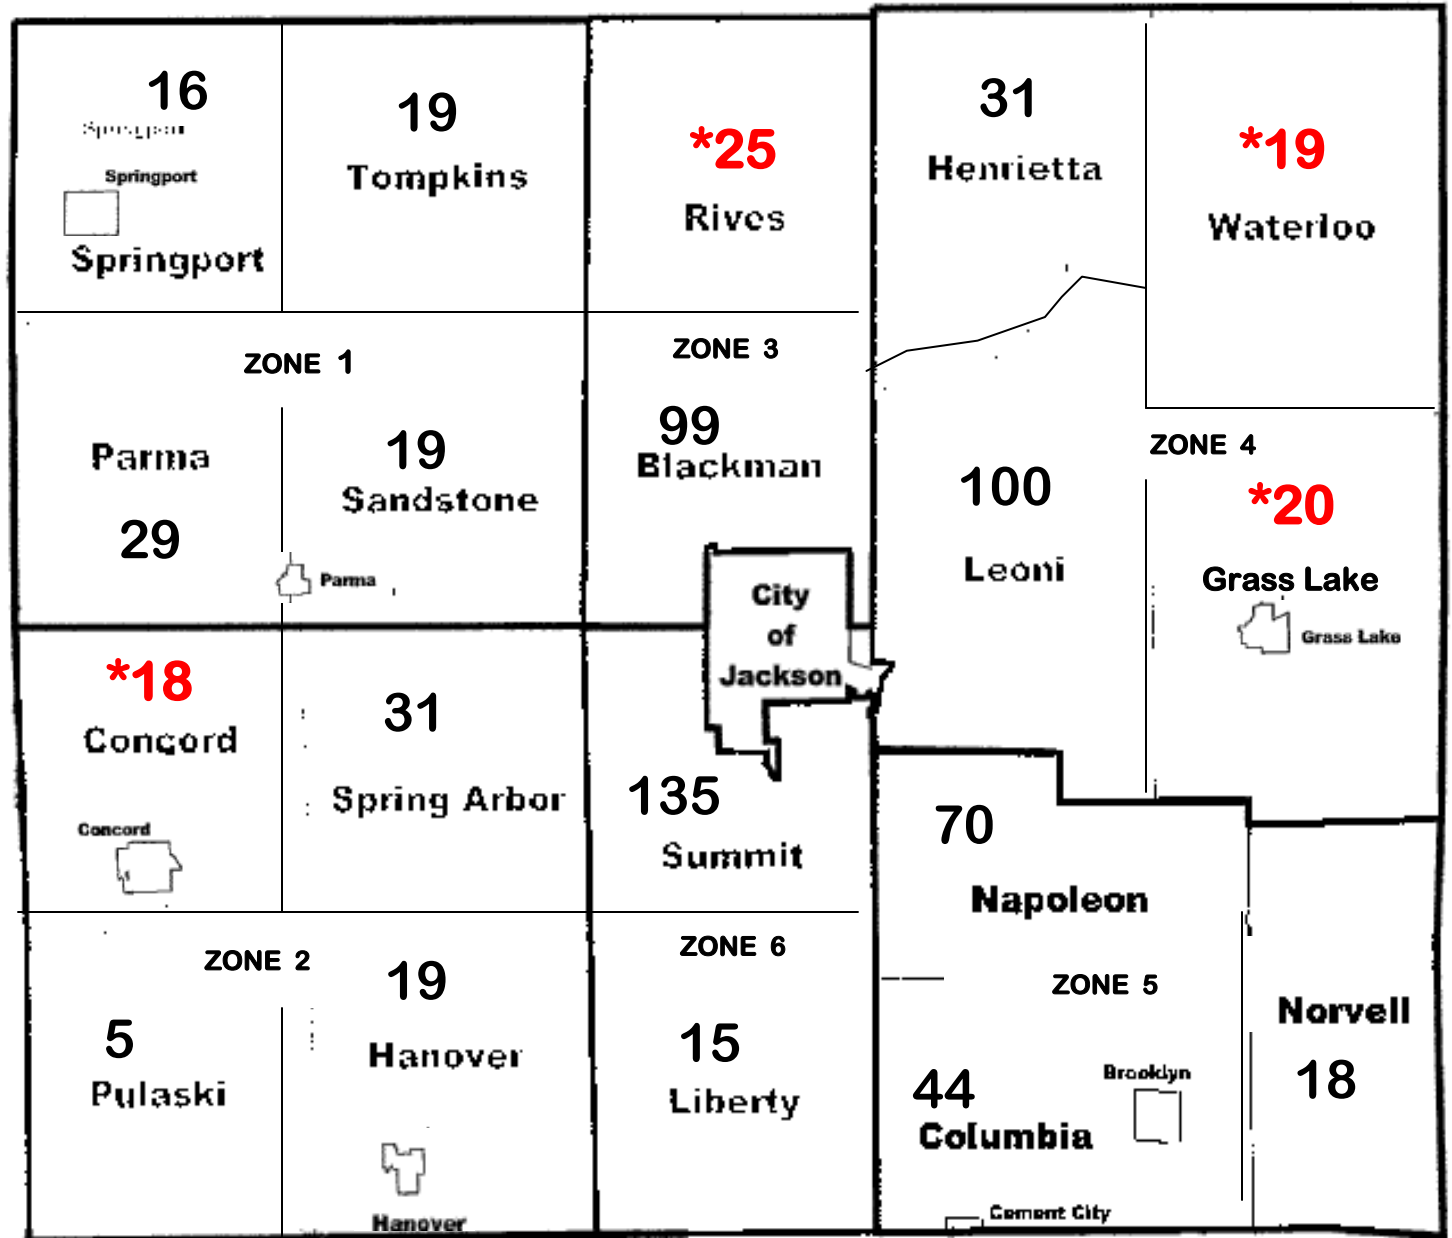 16
Springport
Springport
19
Tompkins
*25
Rives
31
Henrietta
*19
Waterloo
ZONE 1
Parma
29
19
Sandstone
Parma
ZONE 3
99
Blackman
100
Leoni
ZONE 4
*20
Grass Lake
Grass Lake
City
of
Jackson
*18
Concord
Concord
31
Spring Arbor
135
Summit
70
Napoleon
ZONE 2
5
Pulaski
19
Hanover
Hanover
ZONE 6
15
Liberty
ZONE 5
44
Columbia
Brooklyn
Cement City
Norvell
18